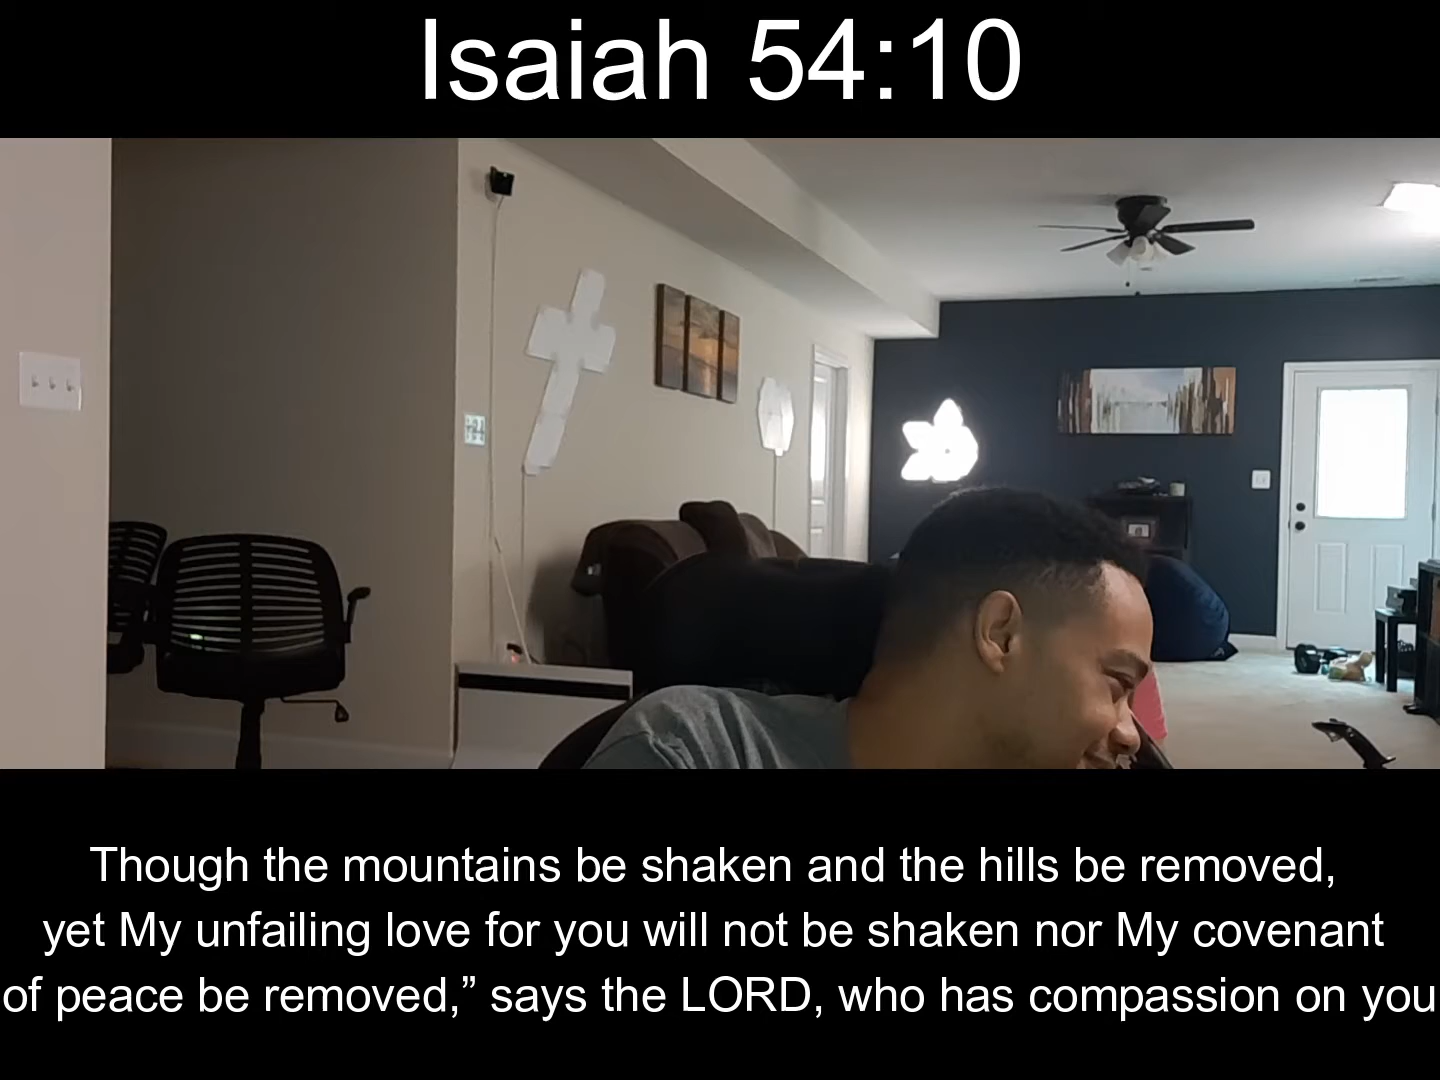 Isaiah 54:10
Though the mountains be shaken and the hills be removed,
yet My unfailing love for you will not be shaken nor My covenant
of peace be removed,” says the LORD, who has compassion on you